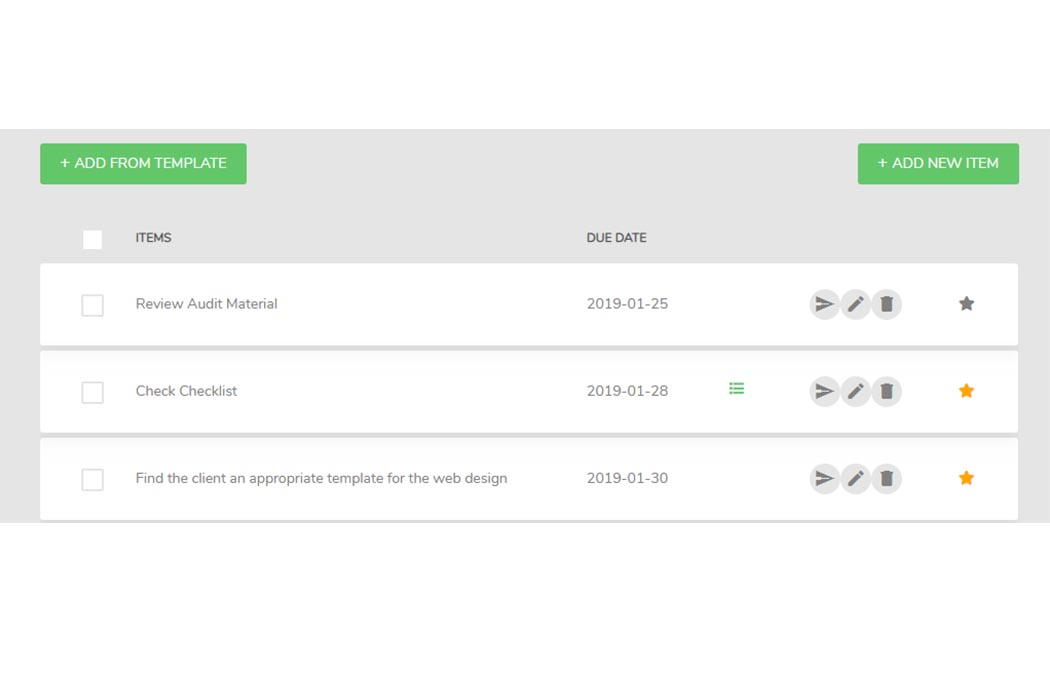 + ADD FROM TEMPLATE
+ ADD NEW ITEM
ITEMS DUE DATE
Review Audit Material 2019-01-25
Check Checklist 2019-01-28
Find the client an appropriate template for the web design 2019-01-30